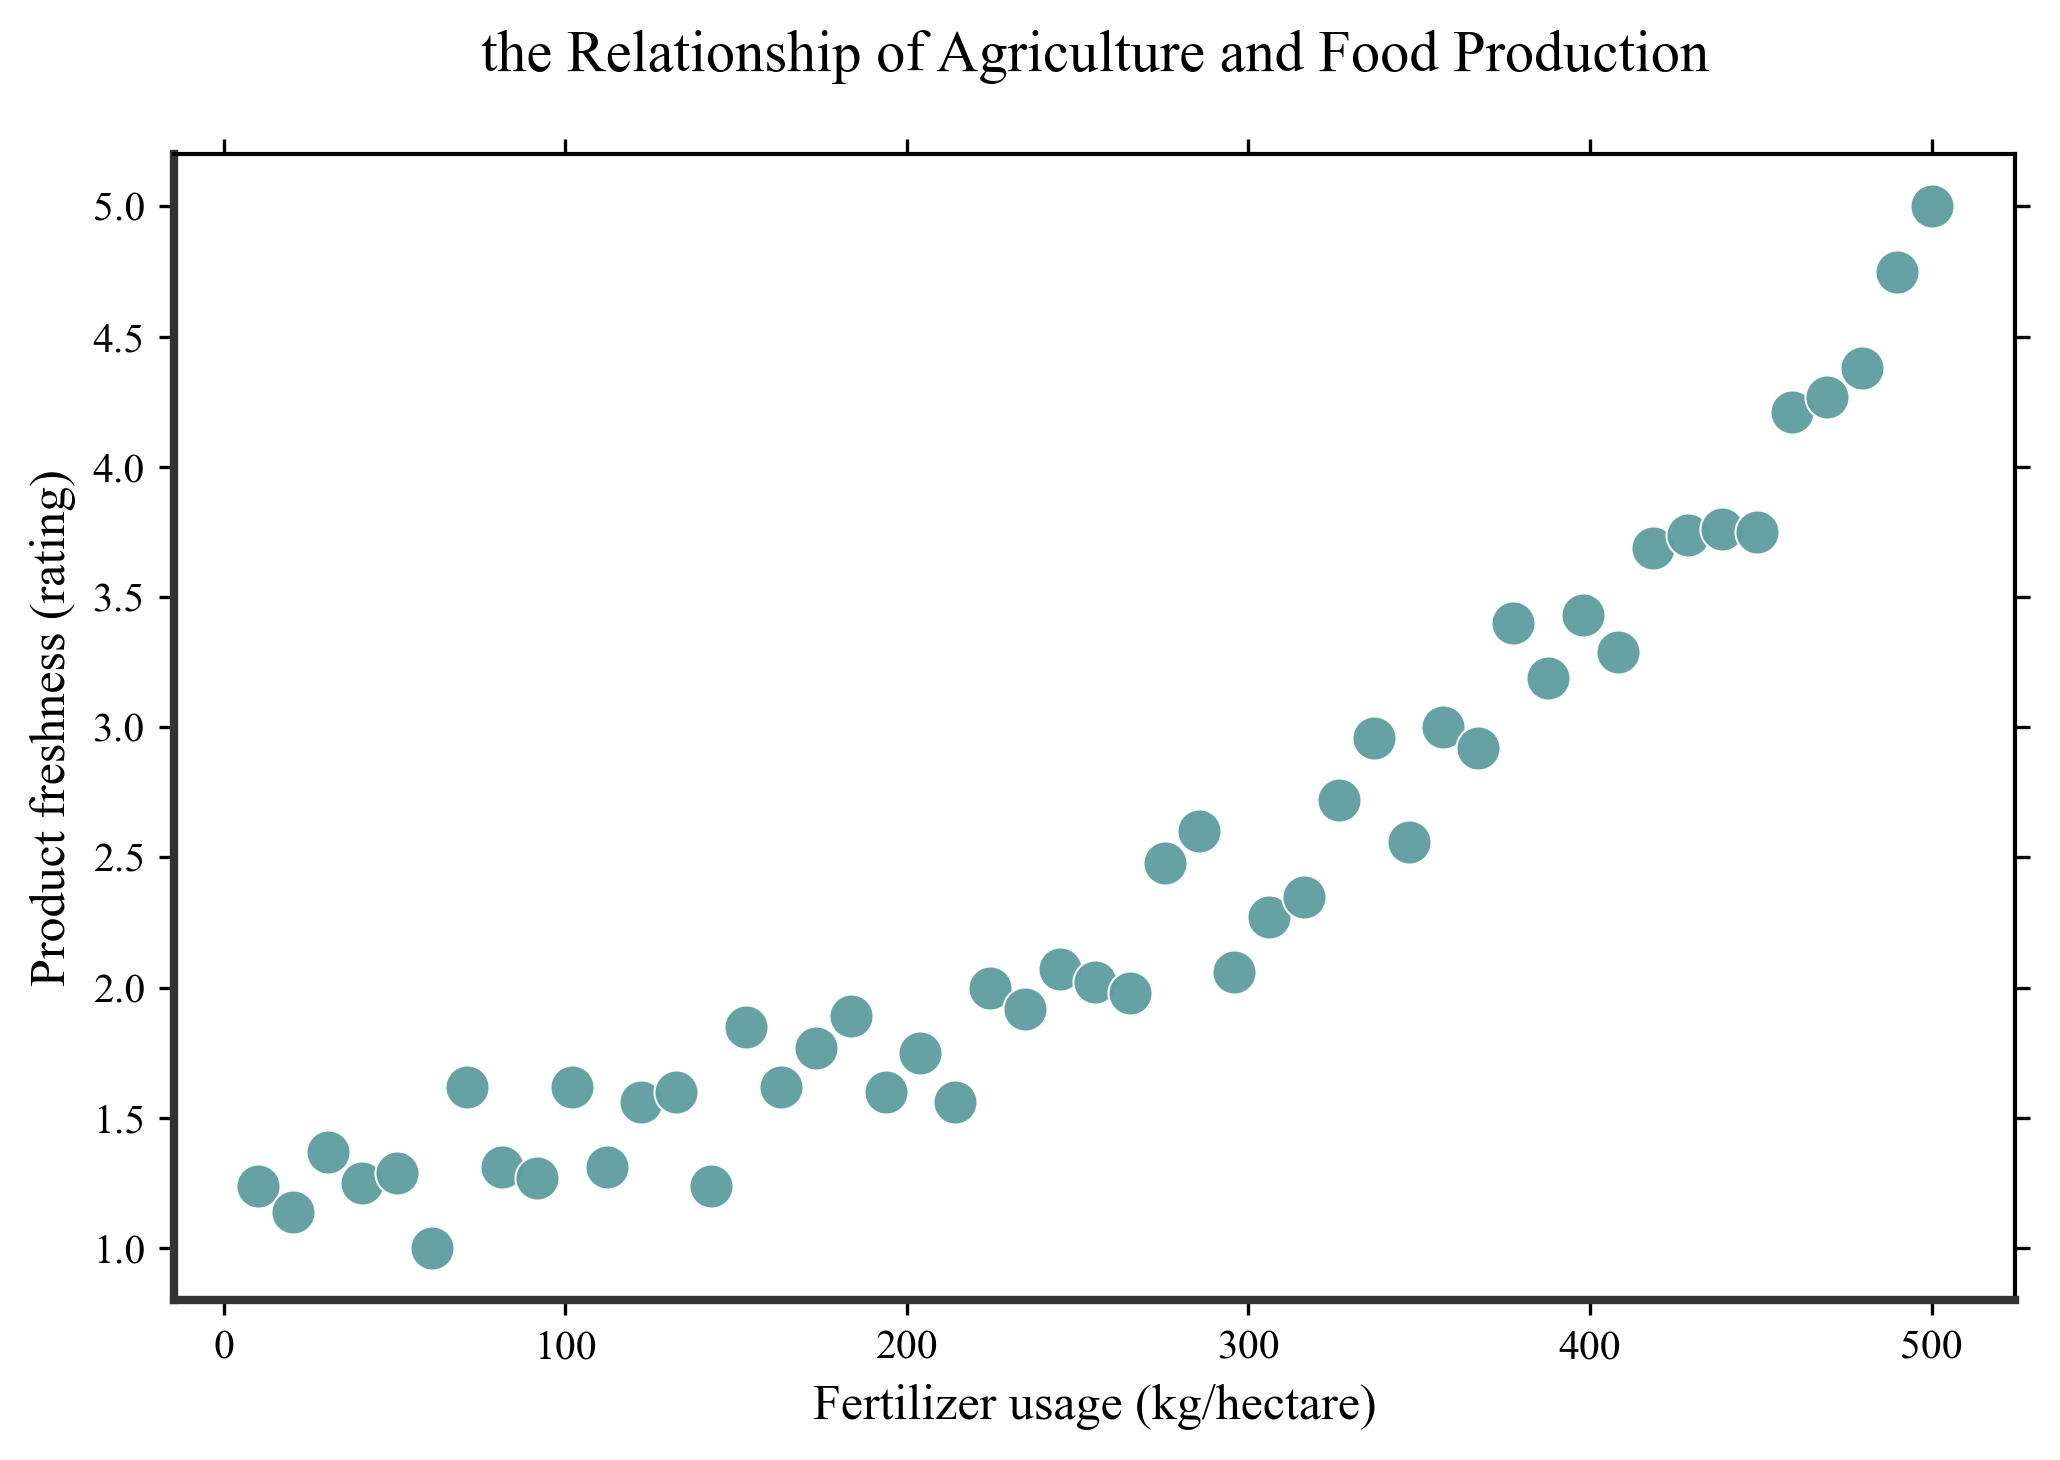 the Relationship of Agriculture and Food Production
5.0
4.5
4.0
3.5
3.0
2.5
2.0
1.5
1.0
Product freshness (rating)
0 100 200 300 400 500
Fertilizer usage (kg/hectare)